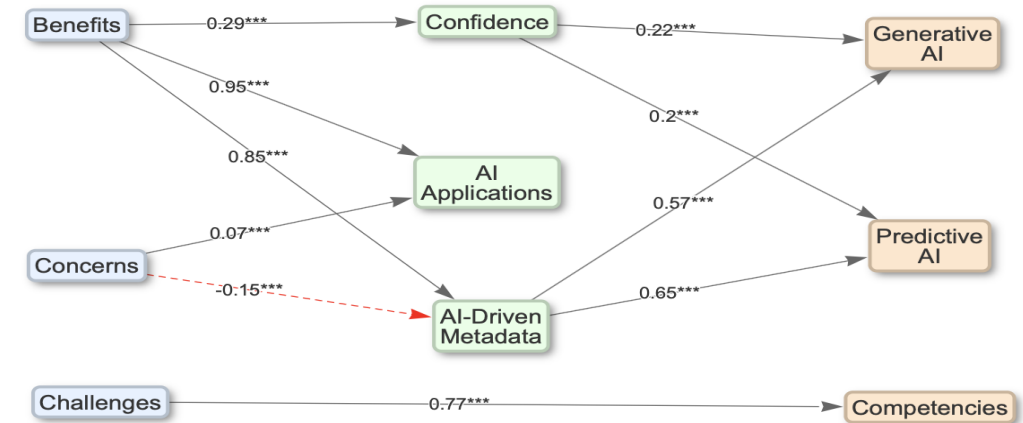 Benefits
0.29***
Confidence
0.22***
Generative
AI
0.95***
0.2***
0.85***
AI
Applications
0.57***
0.07***
Concerns
Predictive
AI
-0.15***
0.65***
AI-Driven
Metadata
Challenges
0.77***
Competencies